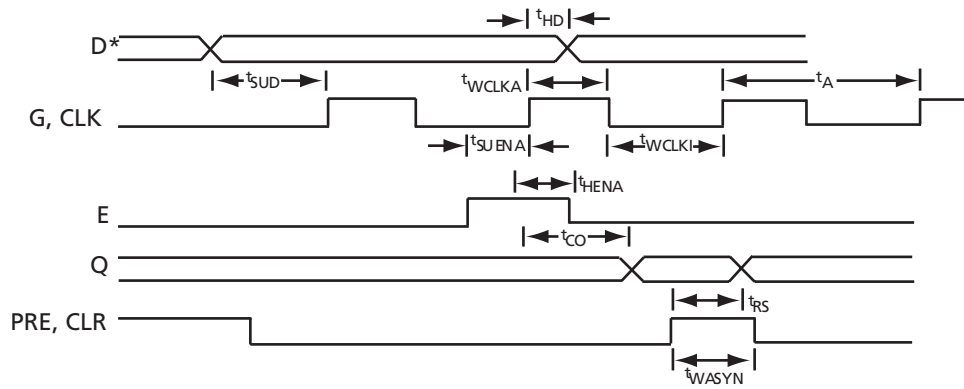 tHD
D*
tSUD
tWCLKA
tA
G, CLK
tSUENA
tWCLKI
tHENA
E
tCO
Q
tRS
PRE, CLR
tWASYN